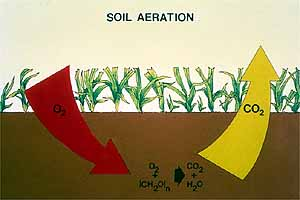 SOIL AERATION
O₂
CO₂
O₂ CO₂
+ ➡ +
(CH₂O)ₙ H₂O